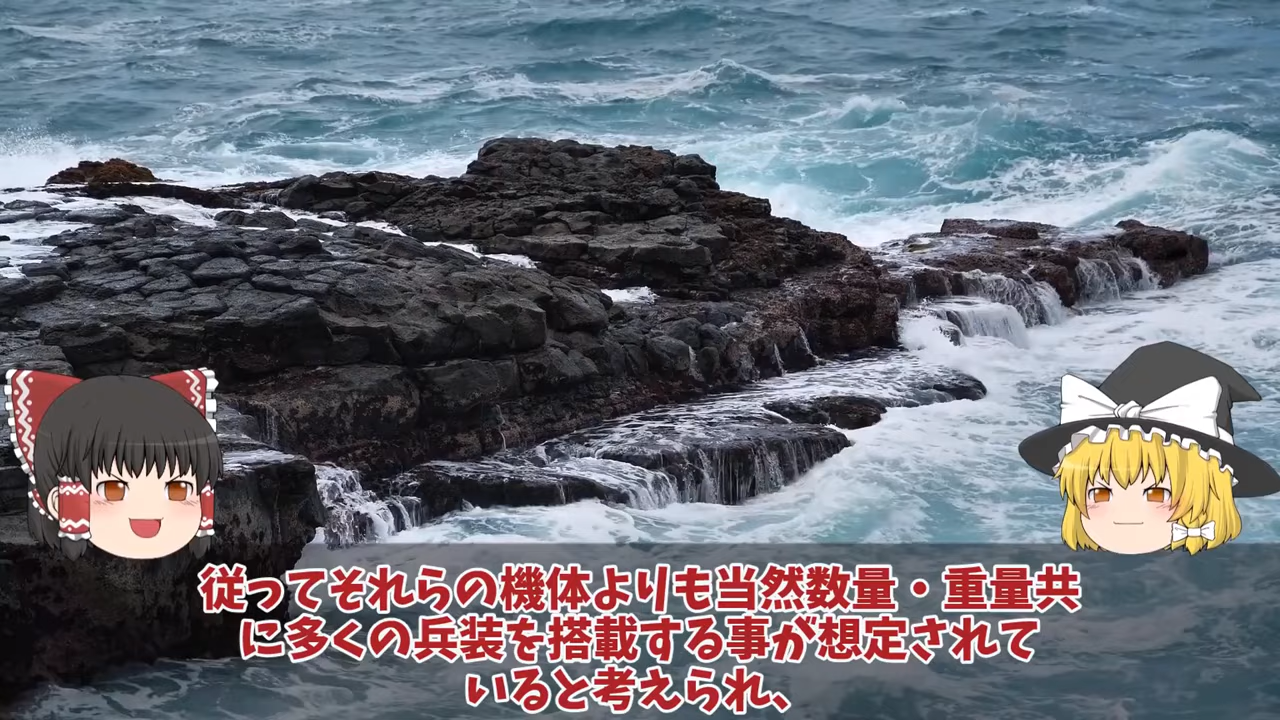 従ってそれらの機体よりも当然数量・重量共
に多くの兵装を搭載する事が想定されて
いると考えられ、